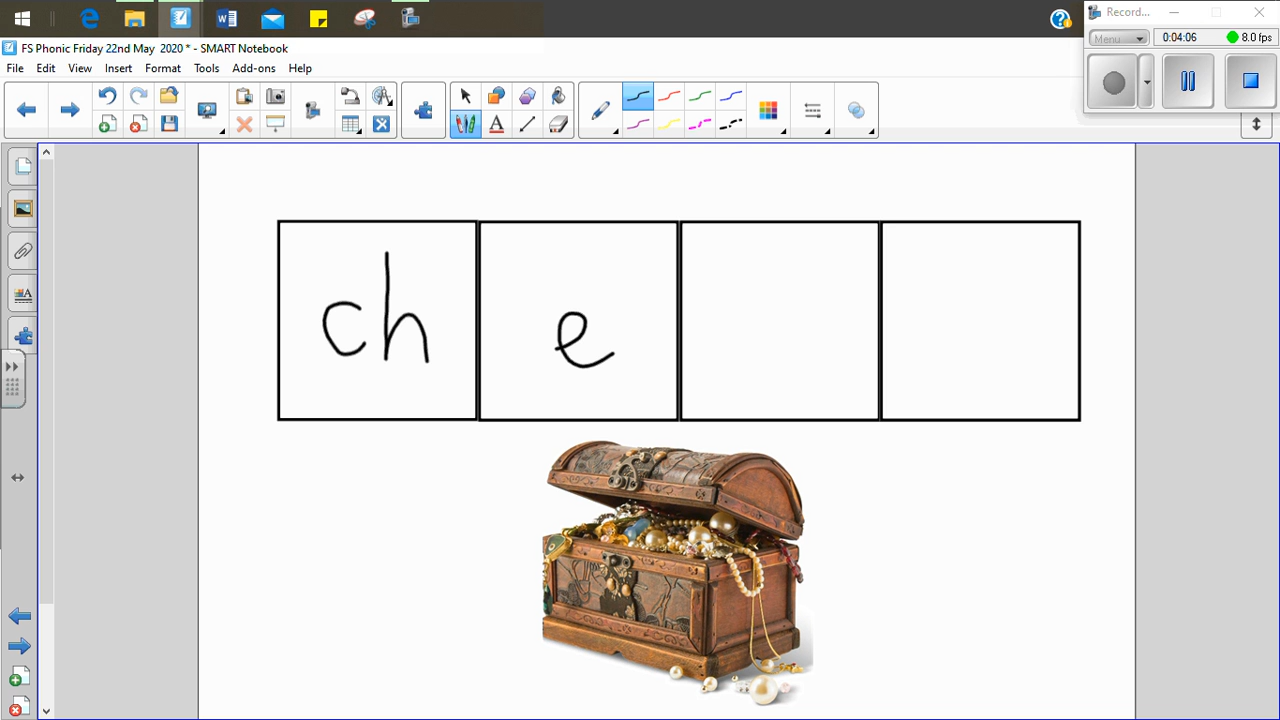 Record...
Menu
0:04:06
8.0 fps
FS Phonic Friday 22nd May 2020 * - SMART Notebook
File Edit View Insert Format Tools Add-ons Help
ch e